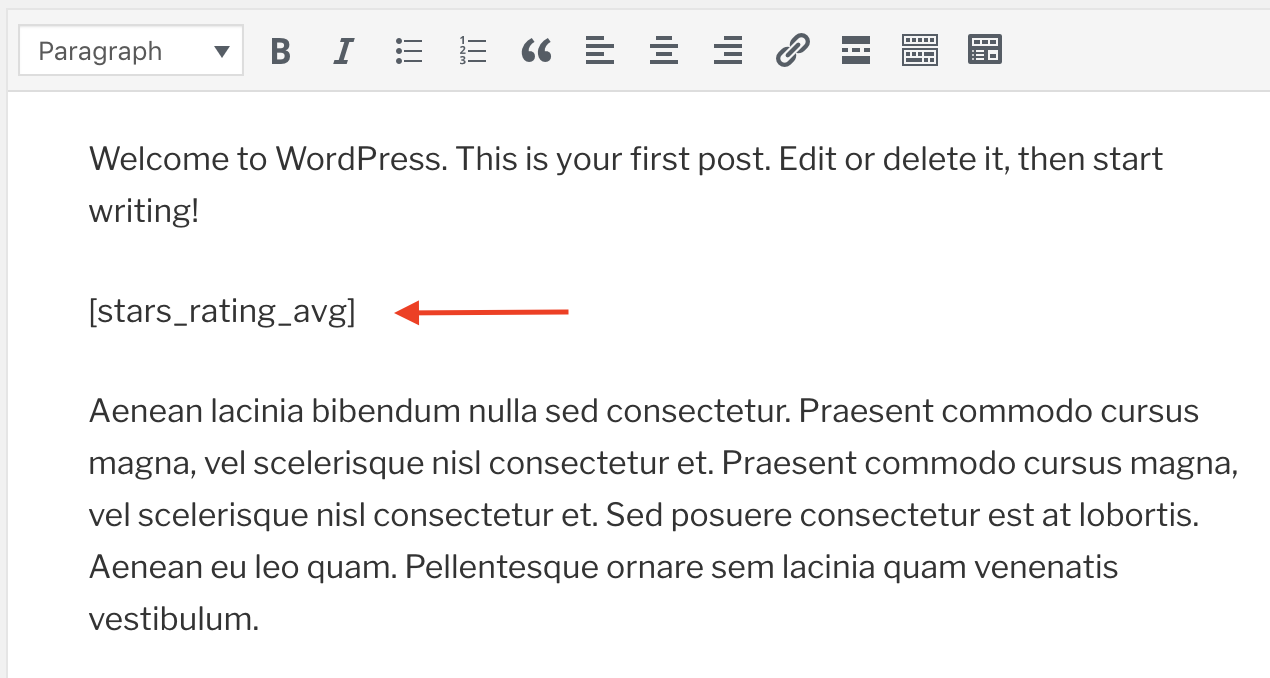 Paragraph
Welcome to WordPress. This is your first post. Edit or delete it, then start
writing!
[stars_rating_avg]
Aenean lacinia bibendum nulla sed consectetur. Praesent commodo cursus
magna, vel scelerisque nisl consectetur et. Praesent commodo cursus magna,
vel scelerisque nisl consectetur et. Sed posuere consectetur est at lobortis.
Aenean eu leo quam. Pellentesque ornare sem lacinia quam venenatis
vestibulum.